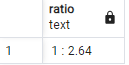 ratio
text
1
1 : 2.64